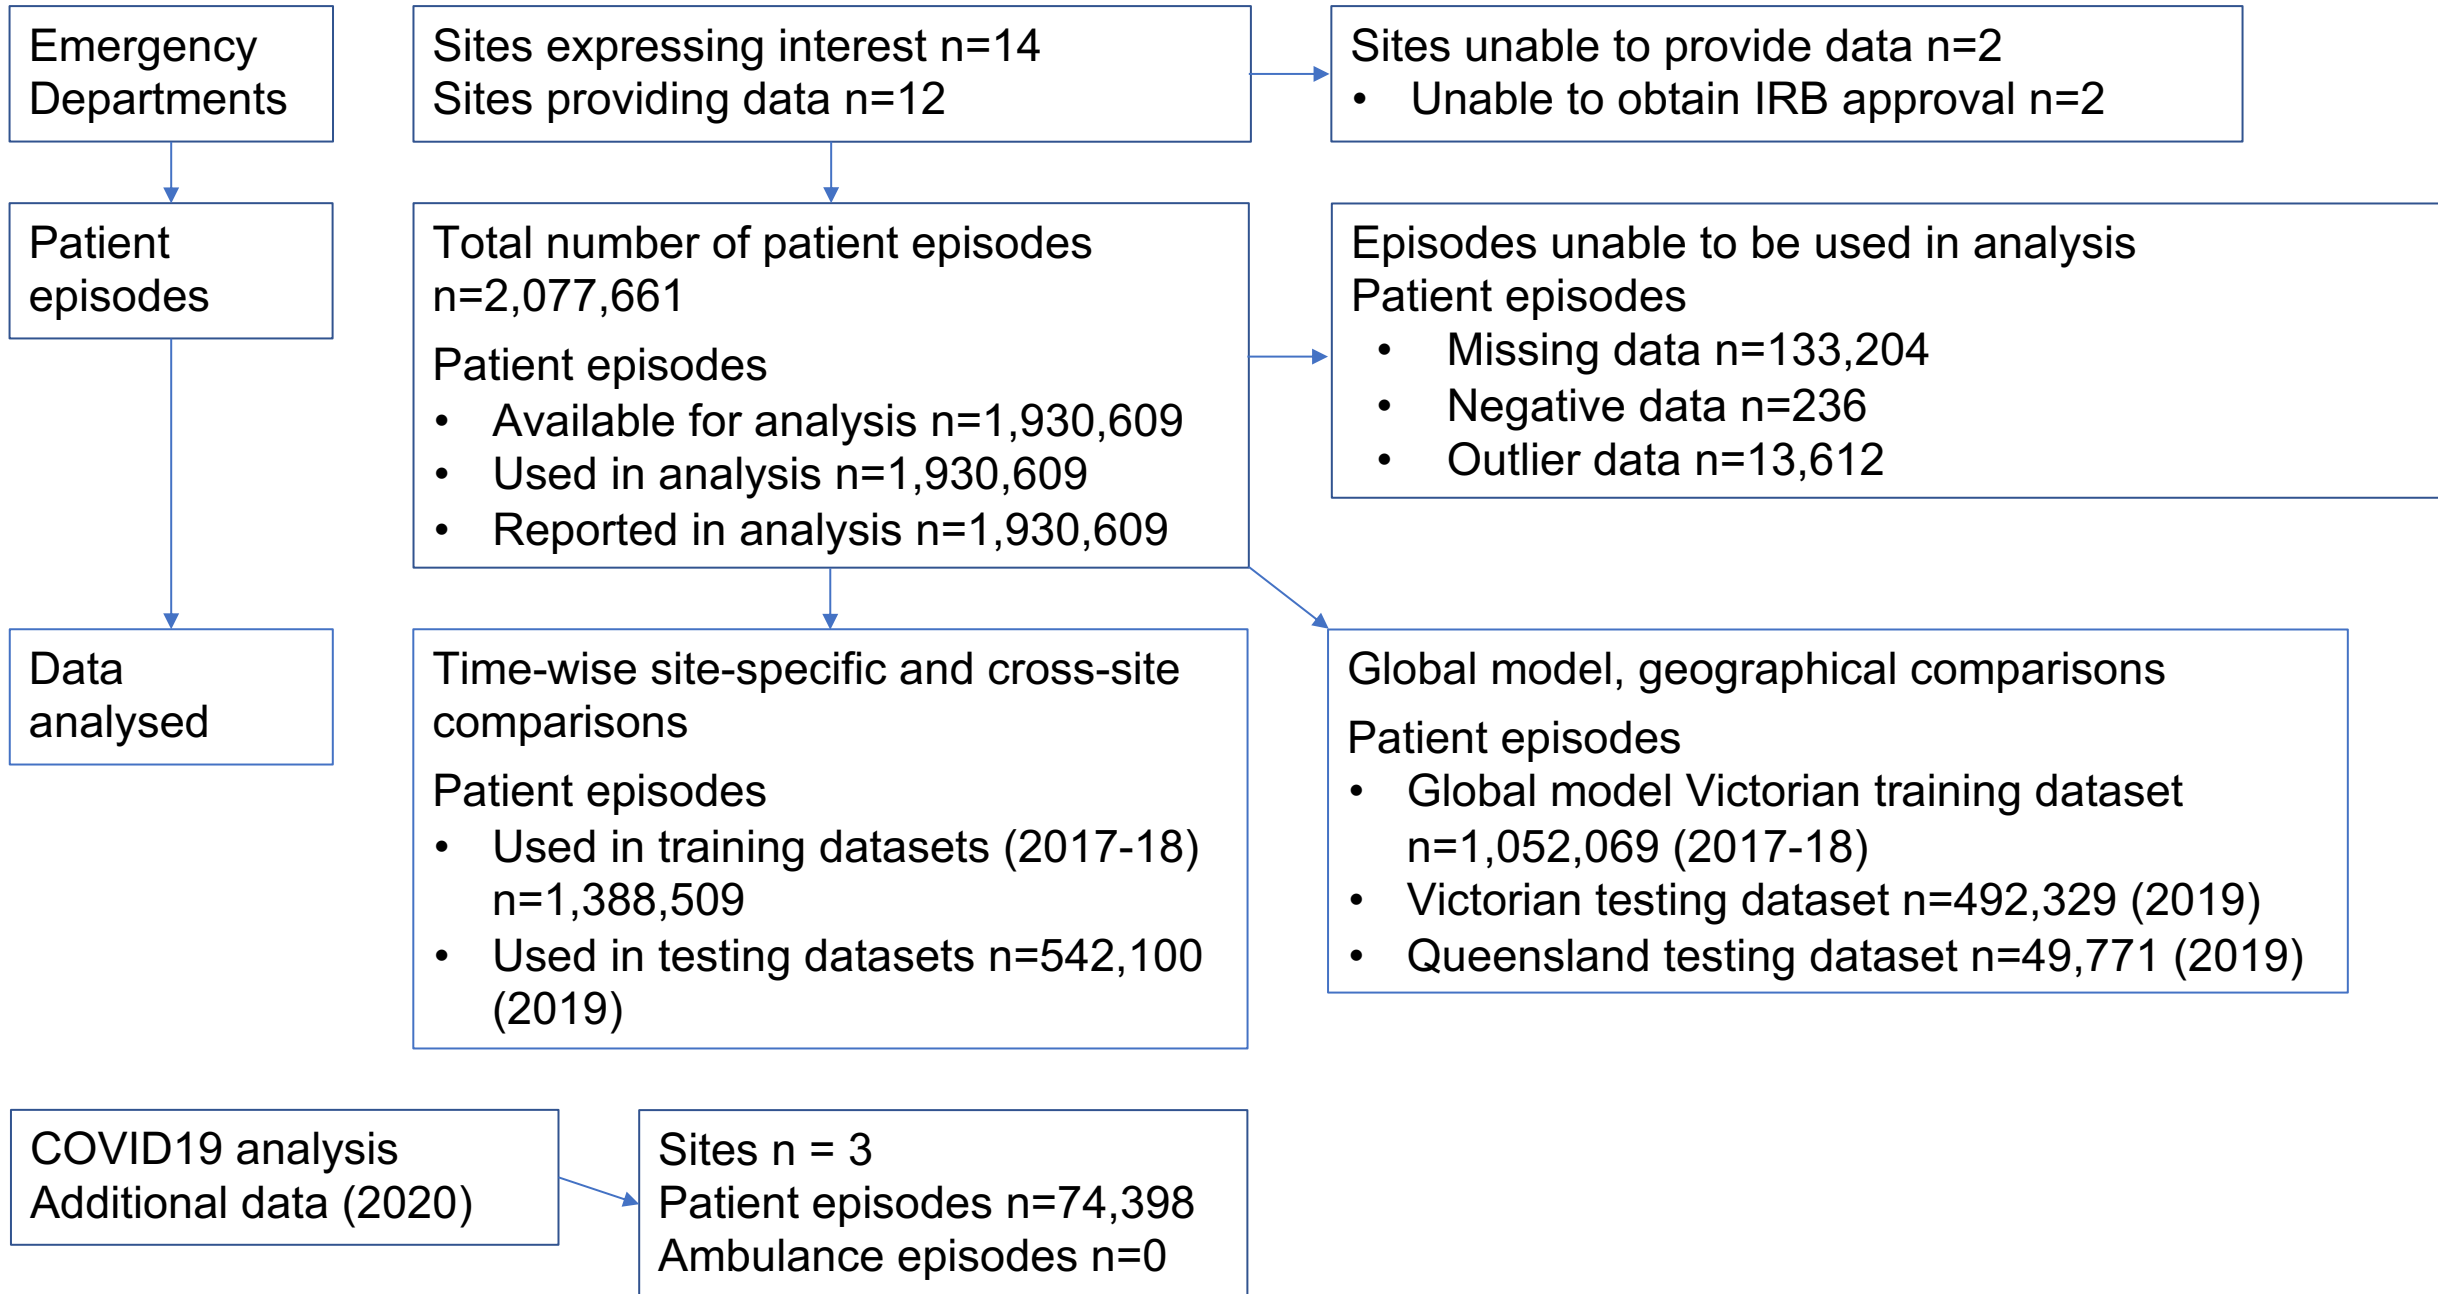 Emergency
Departments
Sites expressing interest n=14
Sites providing data n=12
Sites unable to provide data n=2
• Unable to obtain IRB approval n=2
Patient
episodes
Total number of patient episodes
n=2,077,661
Patient episodes
• Available for analysis n=1,930,609
• Used in analysis n=1,930,609
• Reported in analysis n=1,930,609
Episodes unable to be used in analysis
Patient episodes
• Missing data n=133,204
• Negative data n=236
• Outlier data n=13,612
Data
analysed
Time-wise site-specific and cross-site
comparisons
Patient episodes
• Used in training datasets (2017-18)
n=1,388,509
• Used in testing datasets n=542,100
(2019)
Global model, geographical comparisons
Patient episodes
• Global model Victorian training dataset
n=1,052,069 (2017-18)
• Victorian testing dataset n=492,329 (2019)
• Queensland testing dataset n=49,771 (2019)
COVID19 analysis
Additional data (2020)
Sites n = 3
Patient episodes n=74,398
Ambulance episodes n=0